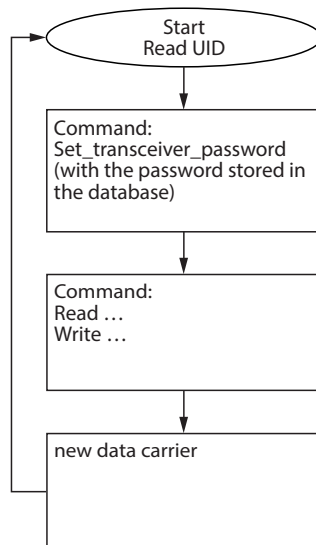 Start
Read UID
Command:
Set_transceiver_password
(with the password stored in
the database)
Command:
Read …
Write …
new data carrier